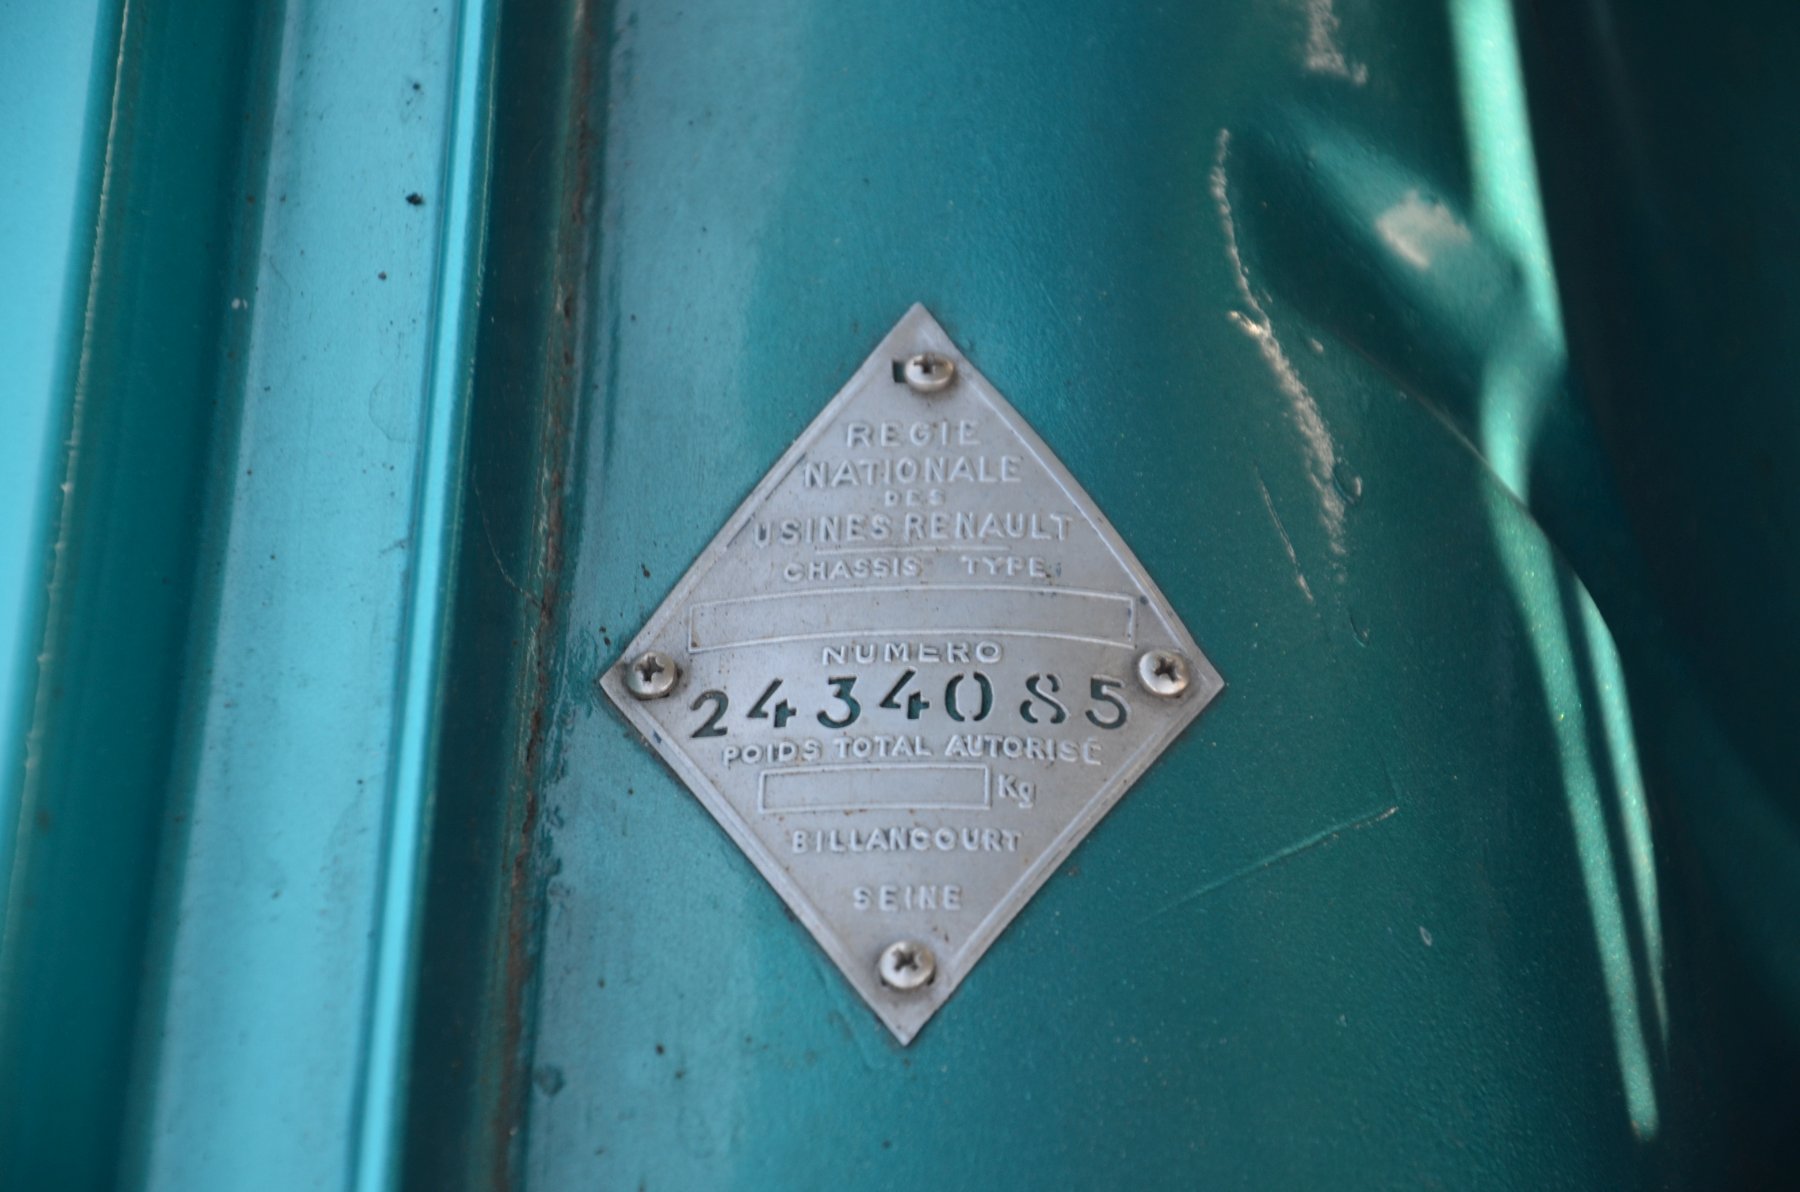 REGIE
NATIONALE
DES
USINES RENAULT
CHASSIS TYPE
NUMERO
2434085
POIDS TOTAL AUTORISE
Kg
BILLANCOURT
SEINE